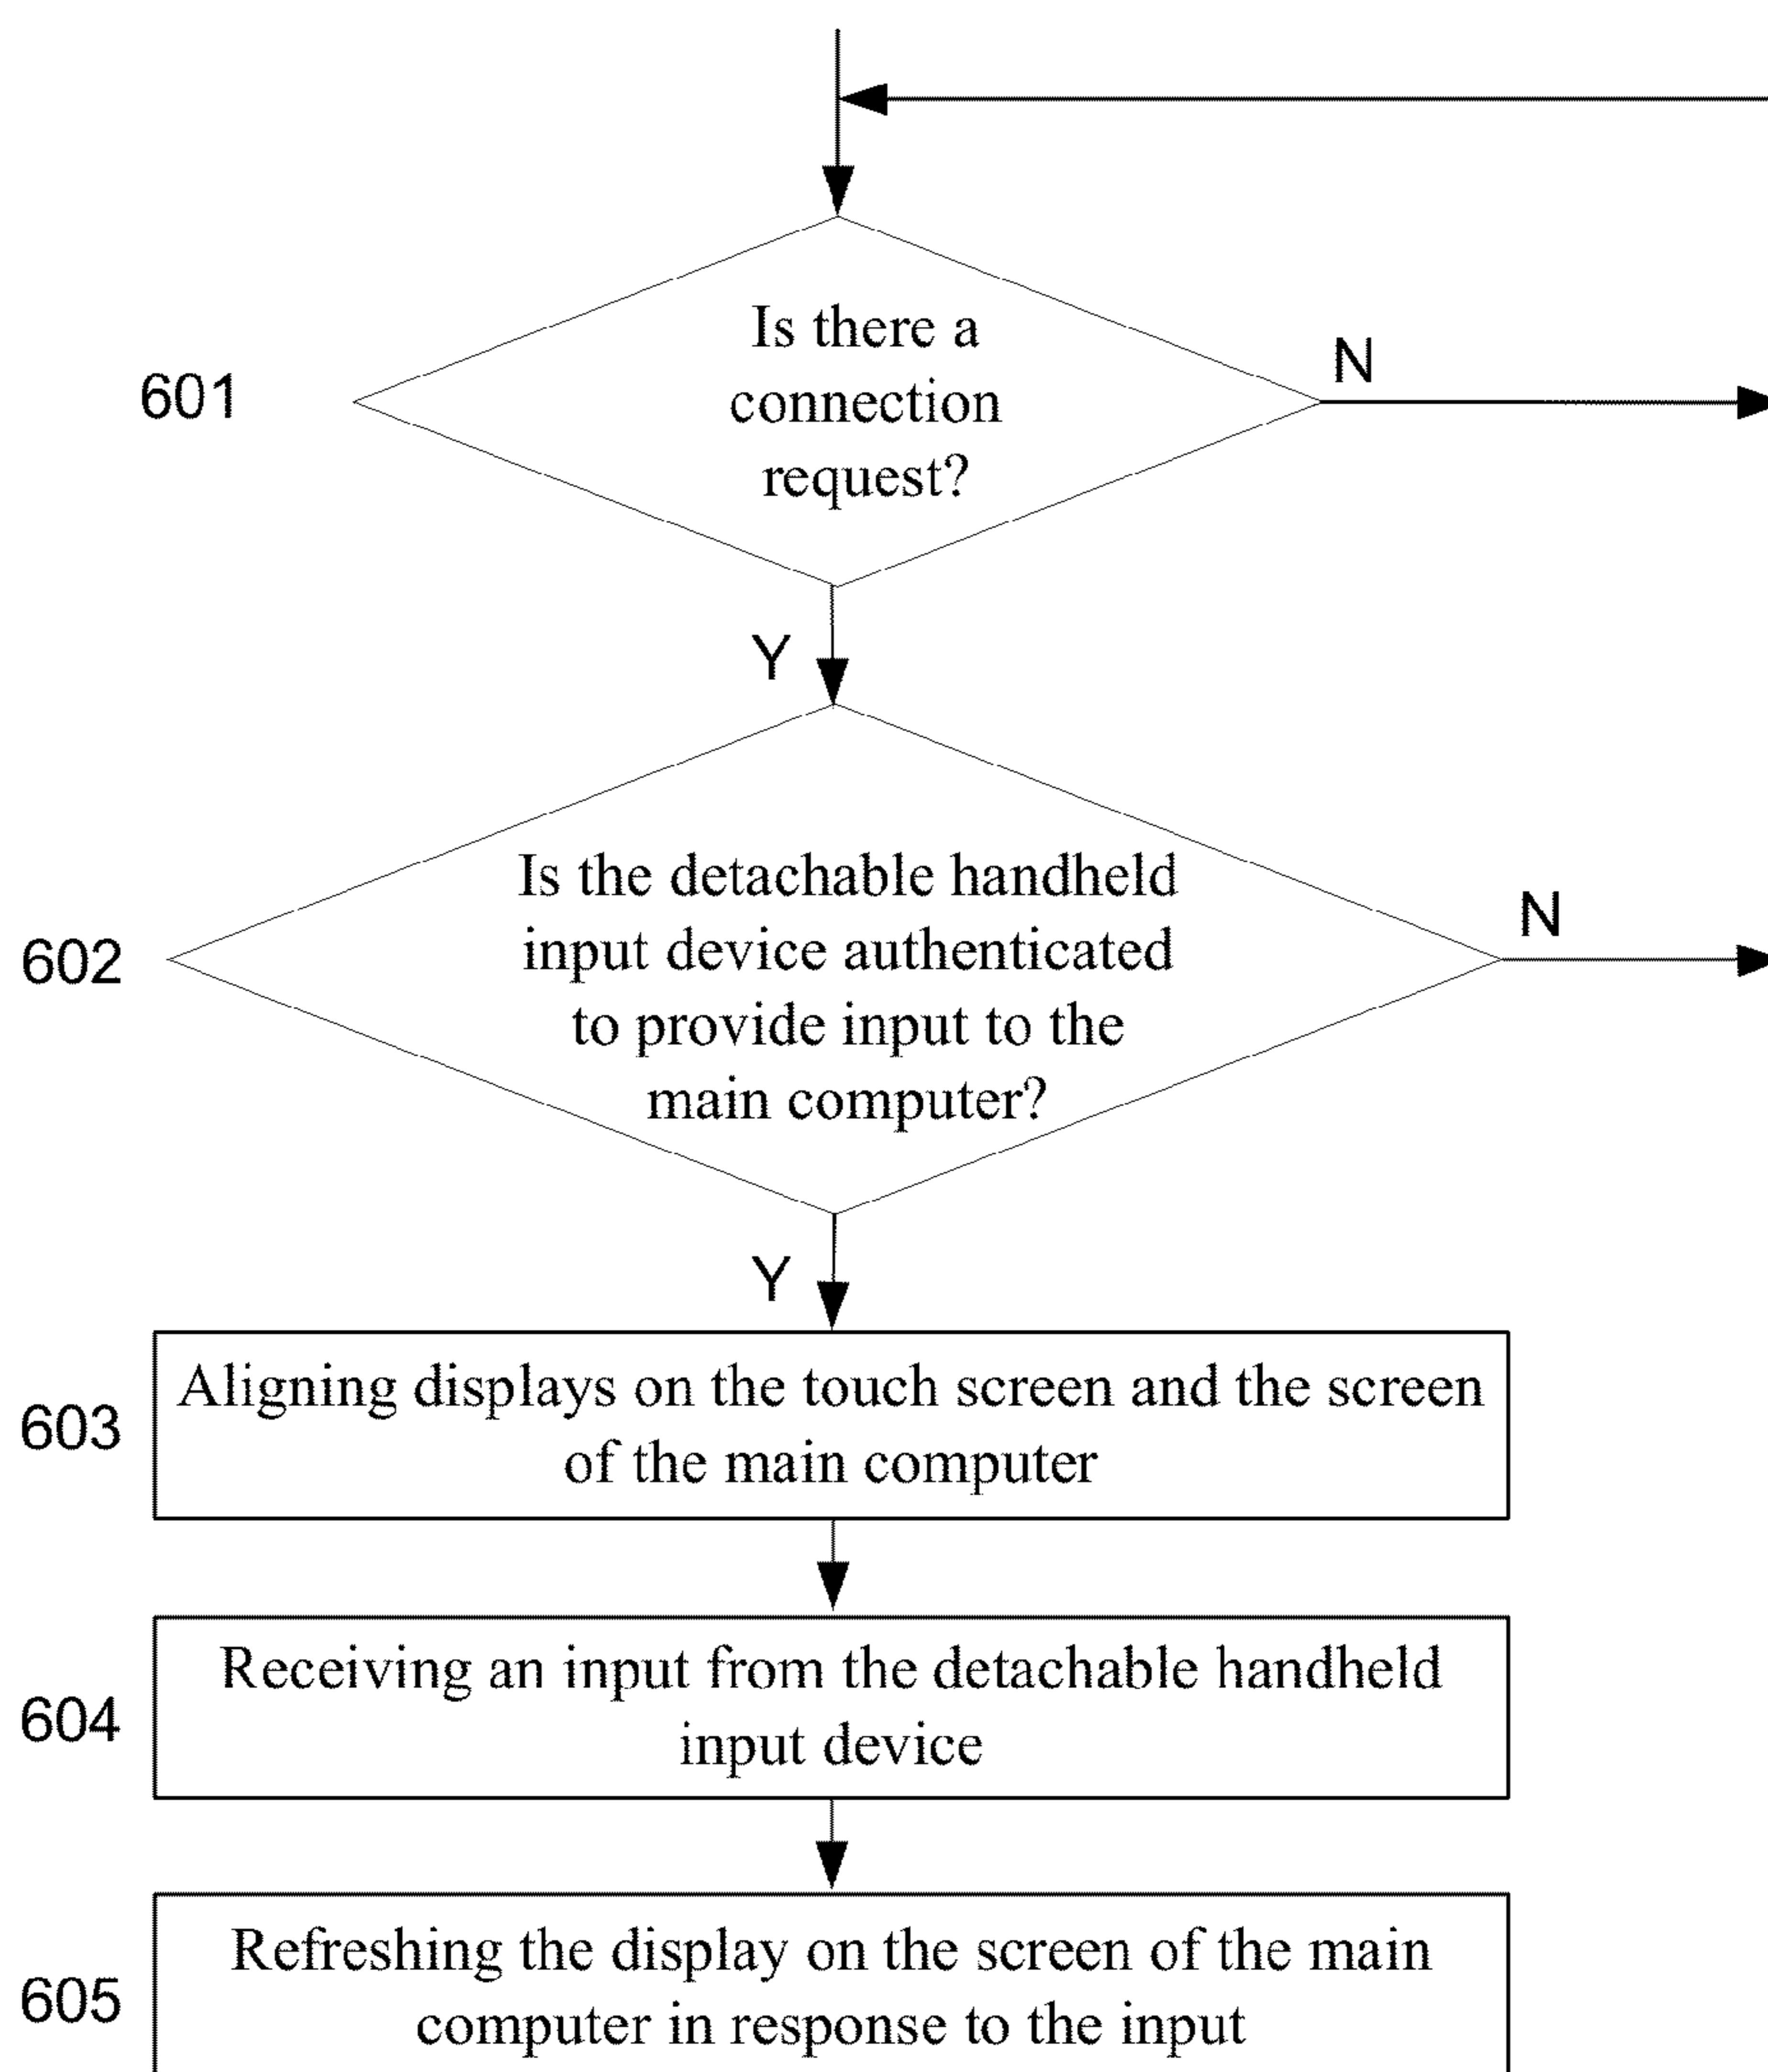 Is there a
connection
request?
N
601
Y
Is the detachable handheld
input device authenticated
to provide input to the
main computer?
N
602
Y
Aligning displays on the touch screen and the screen
of the main computer
603
Receiving an input from the detachable handheld
input device
604
Refreshing the display on the screen of the main
computer in response to the input
605